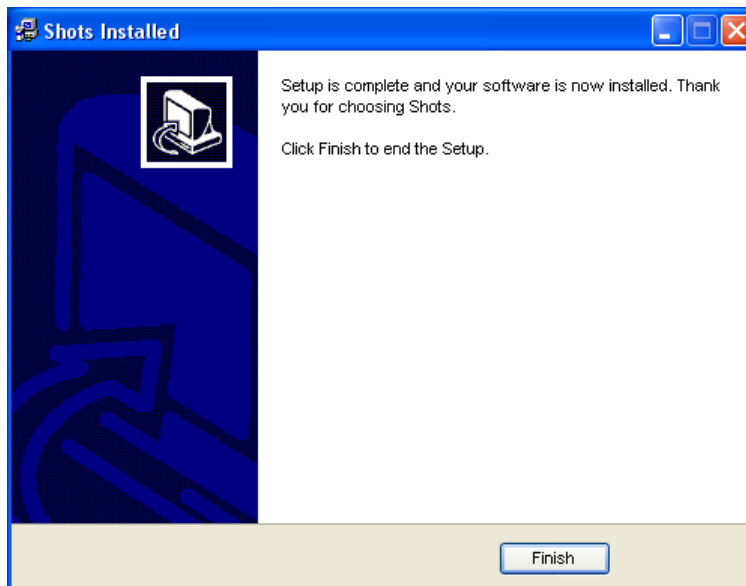 Shots Installed
Setup is complete and your software is now installed. Thank
you for choosing Shots.
Click Finish to end the Setup.
Finish